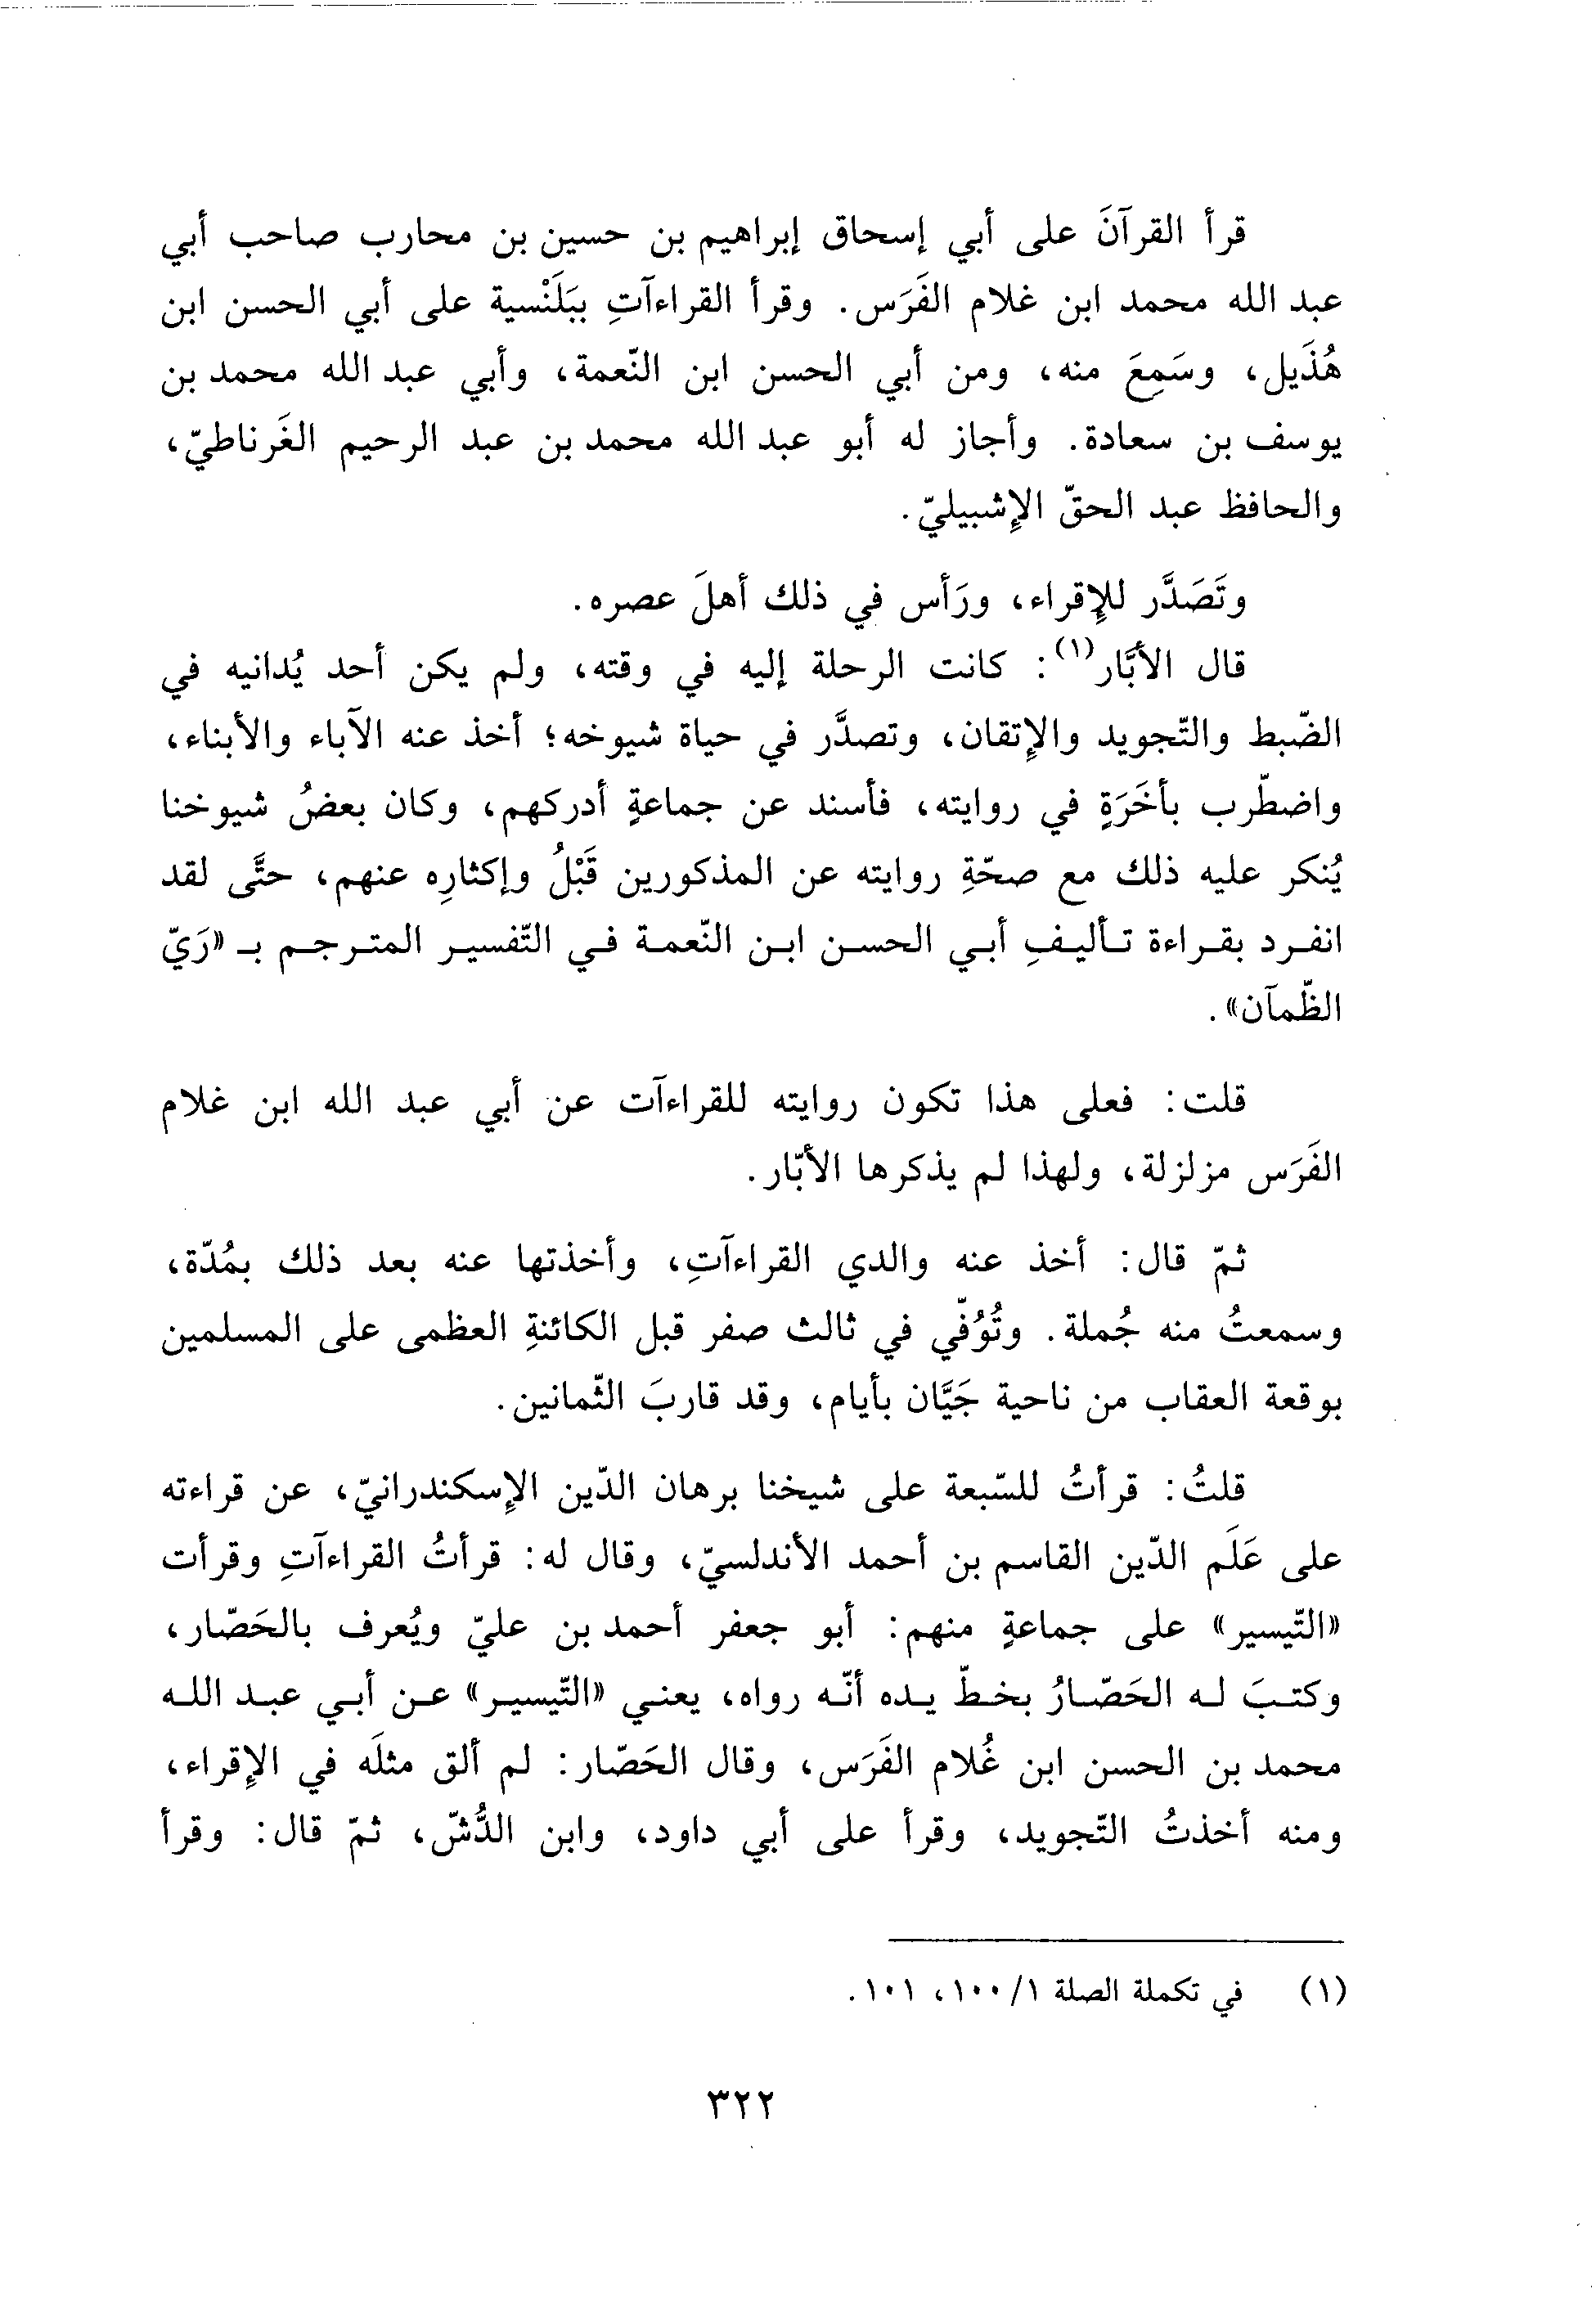 قرأ القرآنَ على أبي إسحاق إبراهيم بن حسين بن محارب صاحب أبي
عبد الله محمد ابن غلام الفَرَس. وقرأ القراءآتِ ببَلَنْسية على أبي الحسن ابن
هُذَيل، وسَمِعَ منه، ومن أبي الحسن ابن النّعمة، وأبي عبد الله محمد بن
يوسف بن سعادة. وأجاز له أبو عبد الله محمد بن عبد الرحيم الغَرناطيّ،
والحافظ عبد الحقّ الإشبيليّ.
وتَصَدَّر للإقراء، ورَأس في ذلك أهلَ عصره.
قال الأبَّار(١): كانت الرحلة إليه في وقته، ولم يكن أحد يُدانيه في
الضّبط والتّجويد والإتقان، وتصدَّر في حياة شيوخه؛ أخذ عنه الآباء والأبناء،
واضطّرب بأخَرَةٍ في روايته، فأسند عن جماعةٍ أدركهم، وكان بعضُ شيوخنا
يُنكر عليه ذلك مع صحّةِ روايته عن المذكورين قَبْلُ وإكثارِه عنهم، حتَّى لقد
انفرد بقراءة تأليفِ أبي الحسن ابن النّعمة في التّفسير المترجم بـ «رَيّ
الظّمآن».
قلت: فعلى هذا تكون روايته للقراءآت عن أبي عبد الله ابن غلام
الفَرَس مزلزلة، ولهذا لم يذكرها الأبّار.
ثمّ قال: أخذ عنه والدي القراءآتِ، وأخذتها عنه بعد ذلك بمُدّة،
وسمعتُ منه جُملة. وتُوُفّي في ثالث صفر قبل الكائنةِ العظمى على المسلمين
بوقعة العقاب من ناحية جَيَّان بأيام، وقد قاربَ الثّمانين.
قلتُ: قرأتُ للسّبعة على شيخنا برهان الدّين الإسكندرانيّ، عن قراءته
على عَلَم الدّين القاسم بن أحمد الأندلسيّ، وقال له: قرأتُ القراءآتِ وقرأت
«التّيسير» على جماعةٍ منهم: أبو جعفر أحمد بن عليّ ويُعرف بالحَصّار،
وكتبَ له الحَصّارُ بخطّ يده أنّه رواه، يعني «التّيسير» عن أبي عبد الله
محمد بن الحسن ابن غُلام الفَرَس، وقال الحَصّار: لم ألق مثلَه في الإقراء،
ومنه أخذتُ التّجويد، وقرأ على أبي داود، وابن الدُّشّ، ثمّ قال: وقرأ
(١) في تكملة الصلة ١/ ١٠٠، ١٠١.
٣٢٢